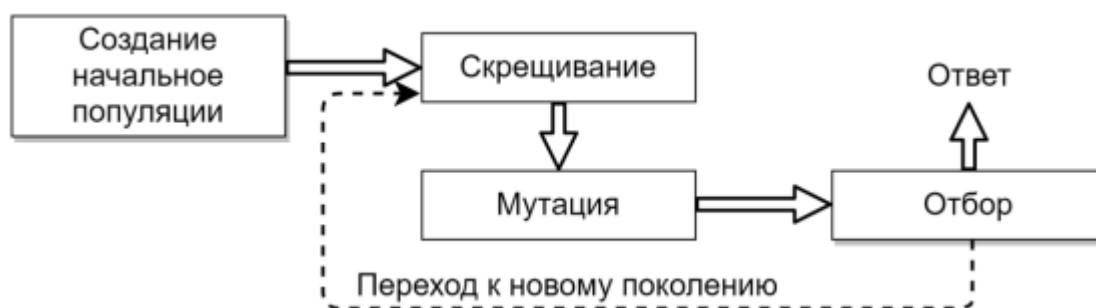 Создание
начальное
популяции
Скрещивание
Ответ
Мутация
Отбор
Переход к новому поколению